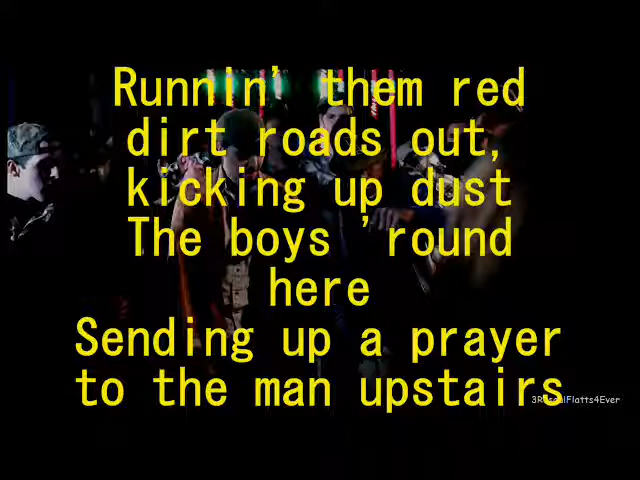 Runnin' them red
dirt roads out,
kicking up dust
The boys 'round
here
Sending up a prayer
to the man upstairs
3RascalFlatts4Ever